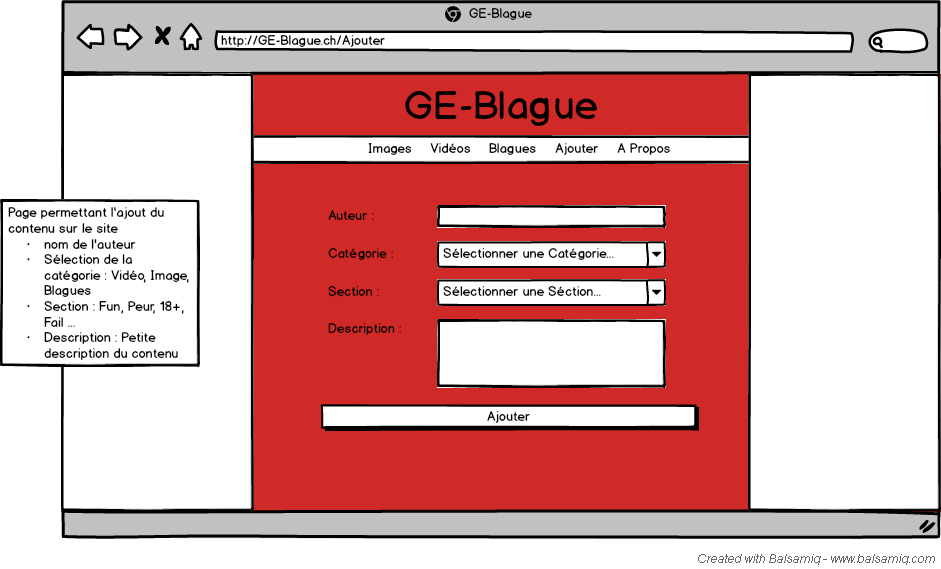 GE-Blague
http://GE-Blague.ch/Ajouter
GE-Blague
Images Vidéos Blagues Ajouter A Propos
Page permettant l'ajout du
contenu sur le site
· nom de l'auteur
· Sélection de la
catégorie : Vidéo, Image,
Blagues
· Section : Fun, Peur, 18+,
Fail ...
· Description : Petite
description du contenu
Auteur :
Catégorie : Sélectionner une Catégorie...
Section : Sélectionner une Séction...
Description :
Ajouter
Created with Balsamiq - www.balsamiq.com